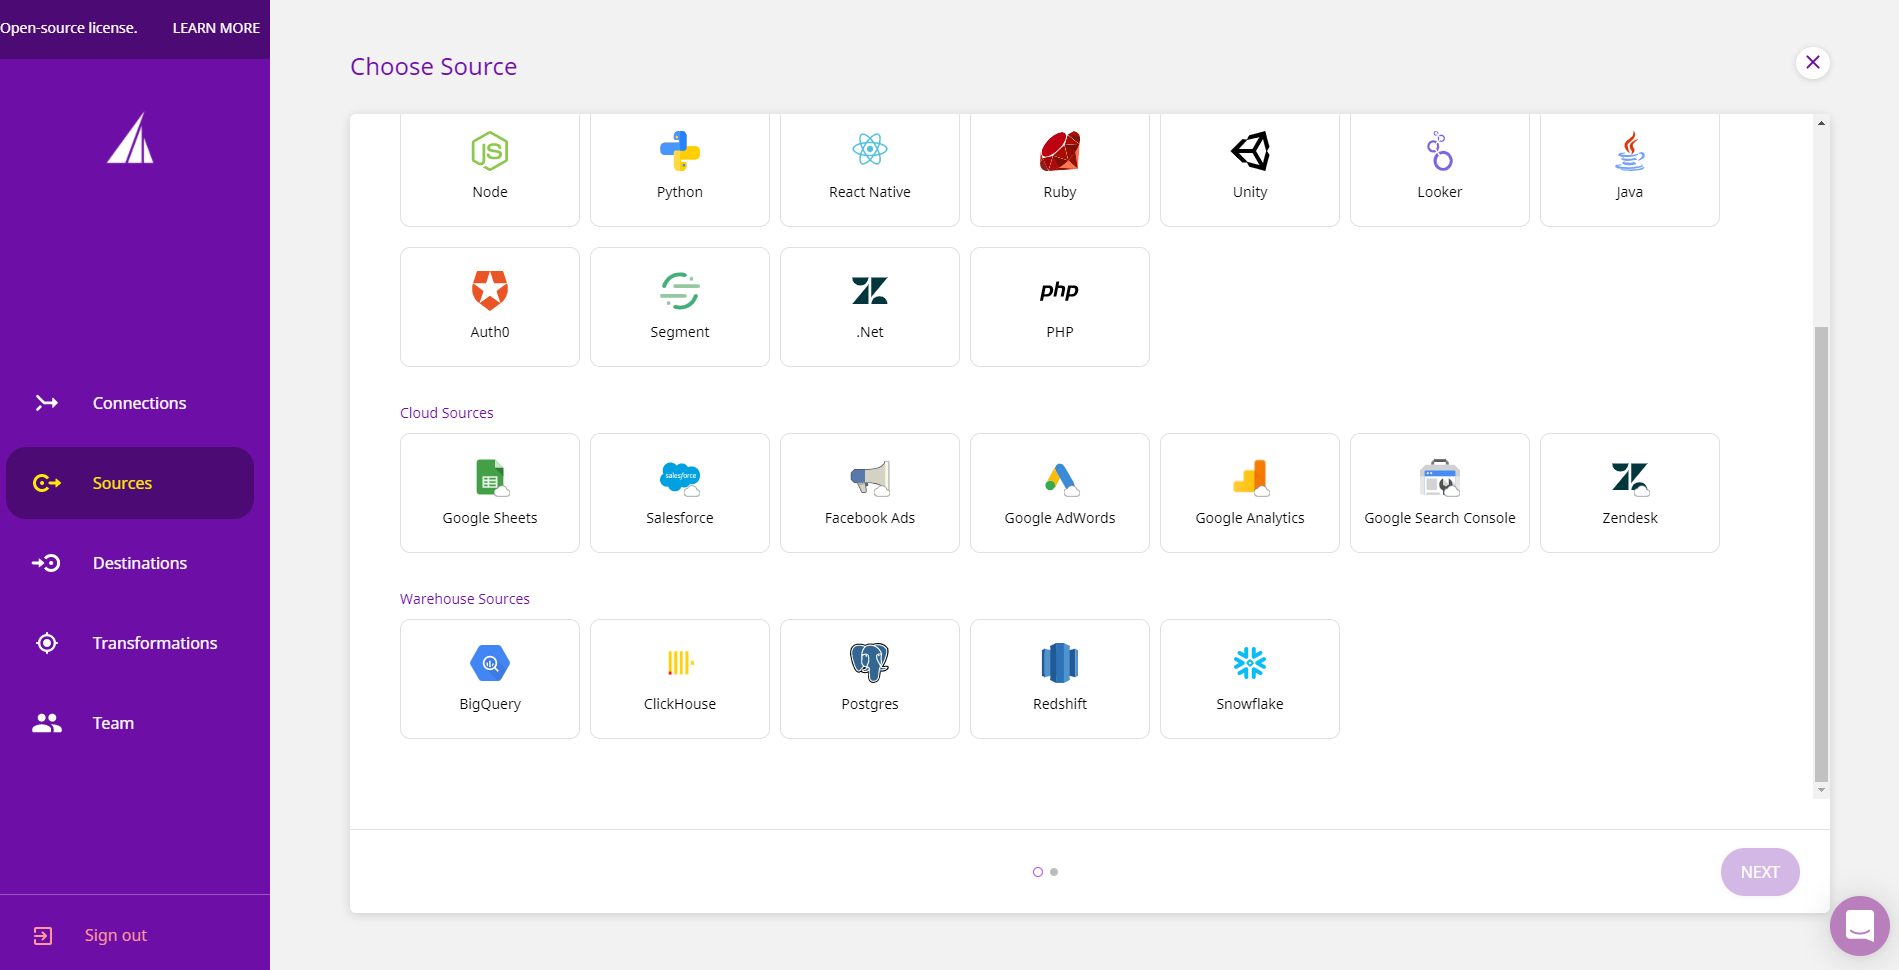 Open-source license. LEARN MORE
Choose Source
Node Python React Native Ruby Unity Looker Java
php
Auth0 Segment .Net PHP
Connections
Cloud Sources
Sources
salesforce
Google Sheets Salesforce Facebook Ads Google AdWords Google Analytics Google Search Console Zendesk
Destinations
Warehouse Sources
Transformations
BigQuery ClickHouse Postgres Redshift Snowflake
Team
NEXT
Sign out